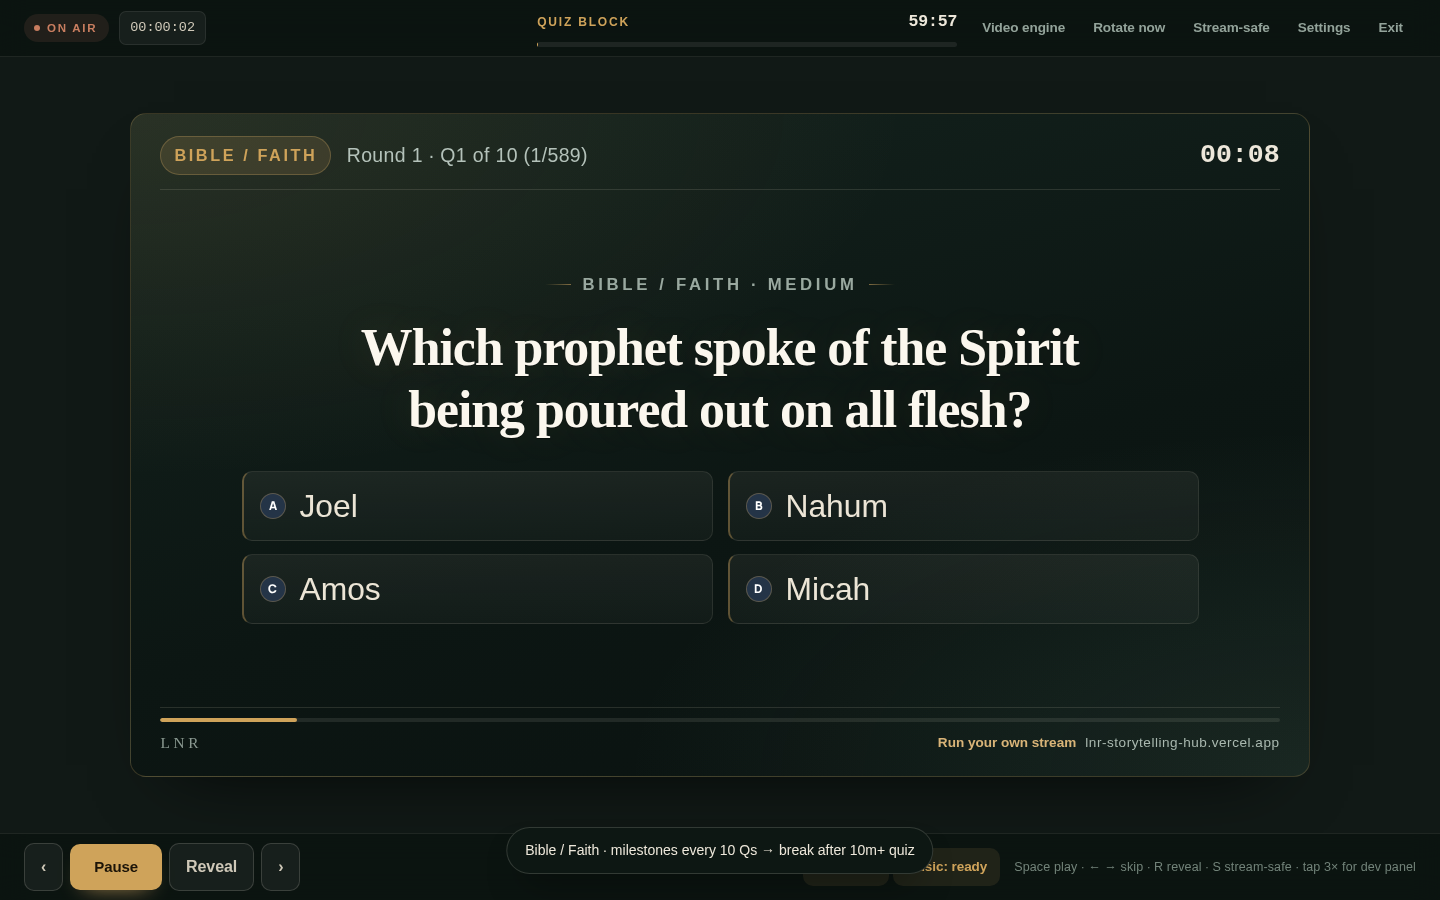 ON AIR
00:00:02
QUIZ BLOCK
59:57
Video engine
Rotate now
Stream-safe
Settings
Exit
BIBLE / FAITH
Round 1 · Q1 of 10 (1/589)
00:08
BIBLE / FAITH · MEDIUM
Which prophet spoke of the Spirit
being poured out on all flesh?
A Joel
B Nahum
C Amos
D Micah
LNR
Run your own stream lnr-storytelling-hub.vercel.app
‹
Pause
Reveal
›
Bible / Faith · milestones every 10 Qs → break after 10m+ quiz
ready
Space play · ← → skip · R reveal · S stream-safe · tap 3× for dev panel